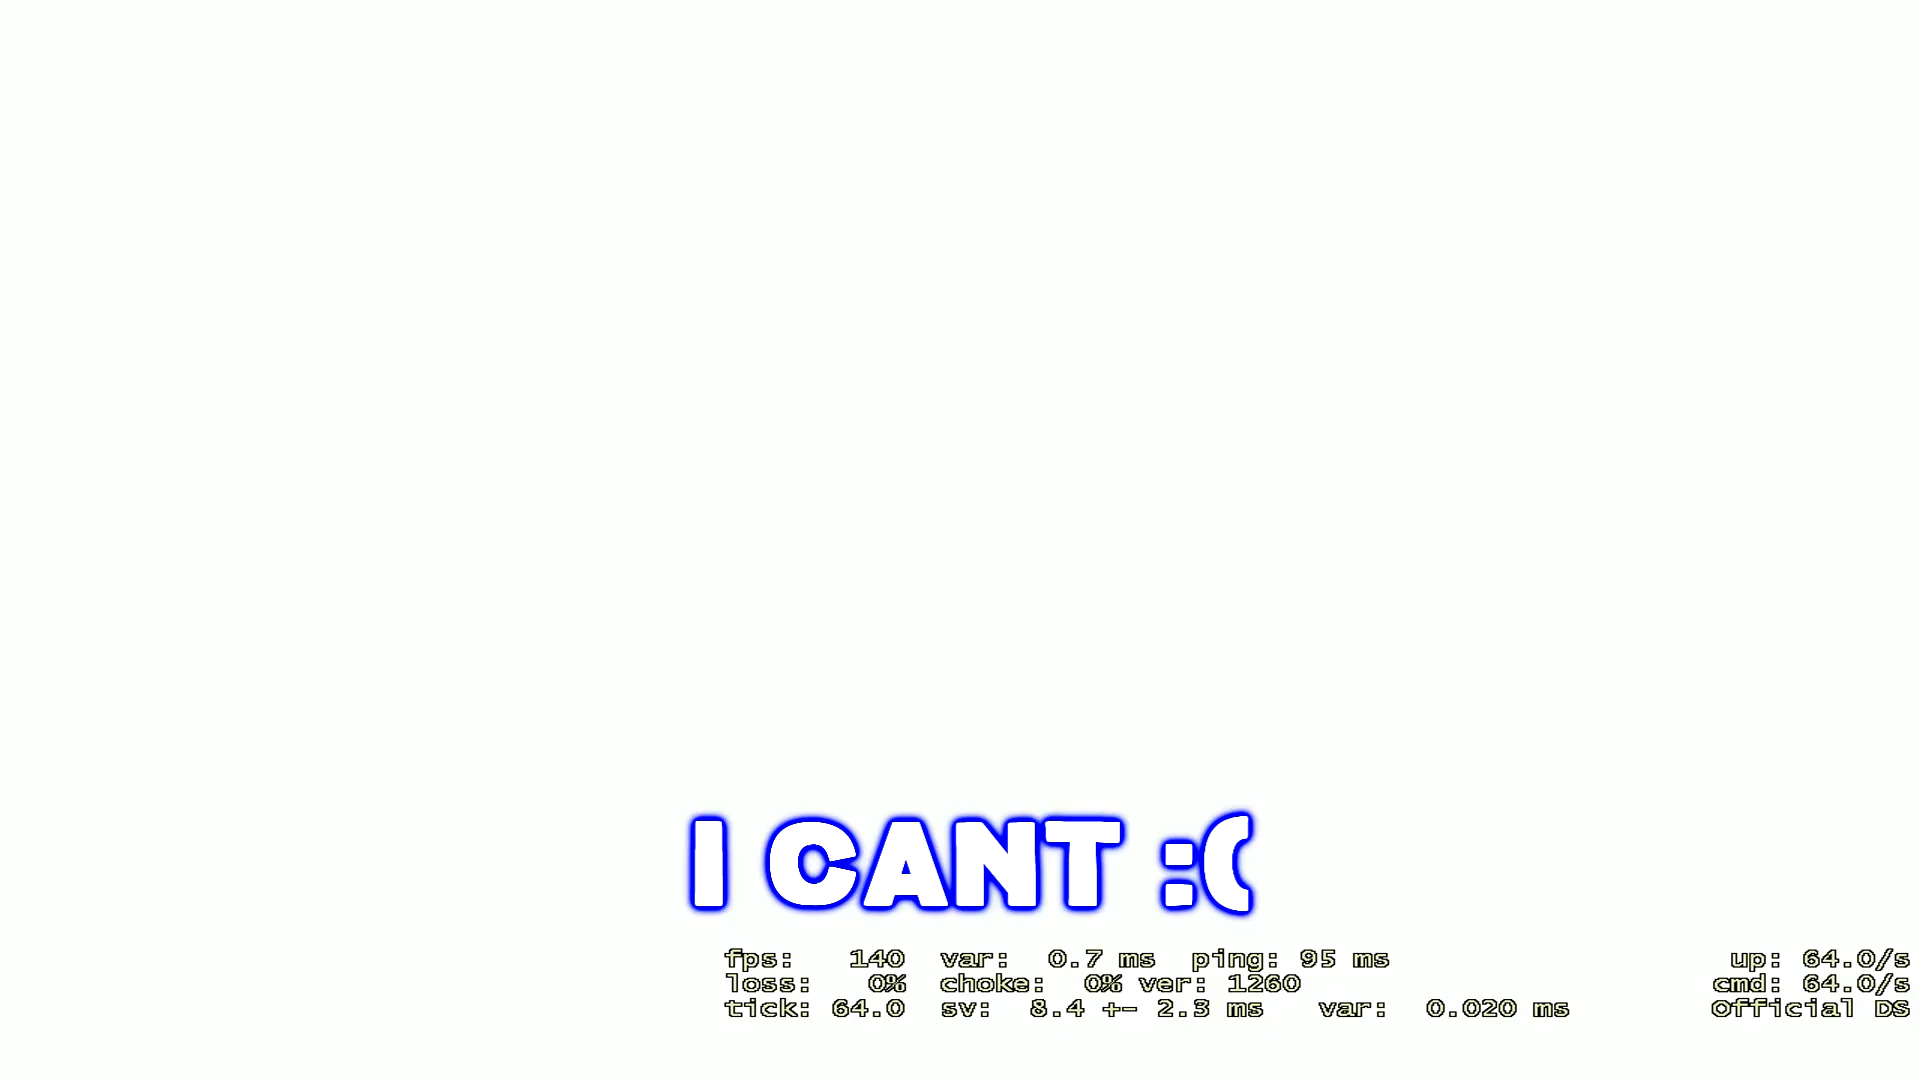 I CANT :(
fps: 140 var: 0.7 ms ping: 95 ms up: 64.0/s
loss: 0% choke: 0% ver: 1260 cmd: 64.0/s
tick: 64.0 sv: 8.4 +- 2.3 ms var: 0.020 ms Official DS